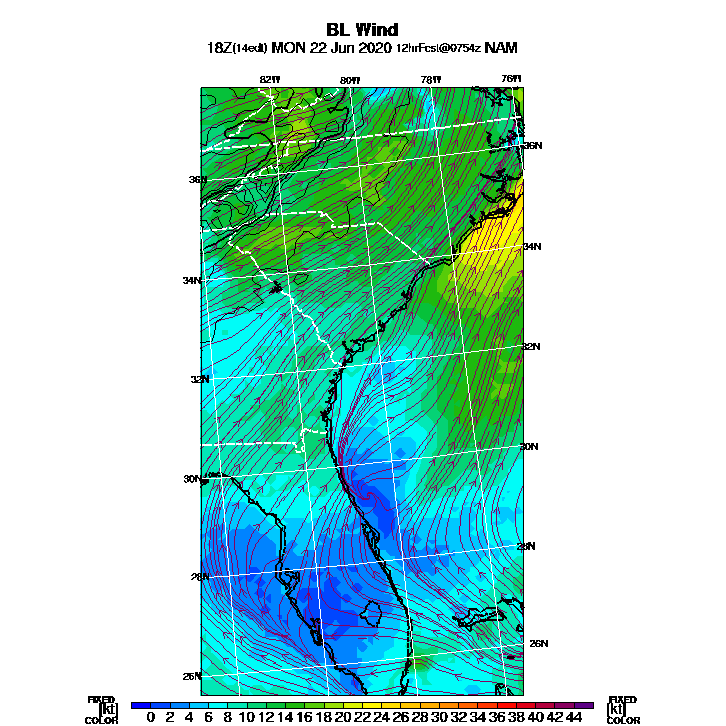 BL Wind
18Z(14edt) MON 22 Jun 2020 12hrFcst@0754z NAM
82W 80W 78W 76W
36N
36N
34N
34N
32N
32N
30N
30N
28N
28N
26N
26N
FIXED FIXED
[kt] 0 2 4 6 8 10 12 14 16 18 20 22 24 26 28 30 32 34 36 38 40 42 44 [kt]
COLOR COLOR